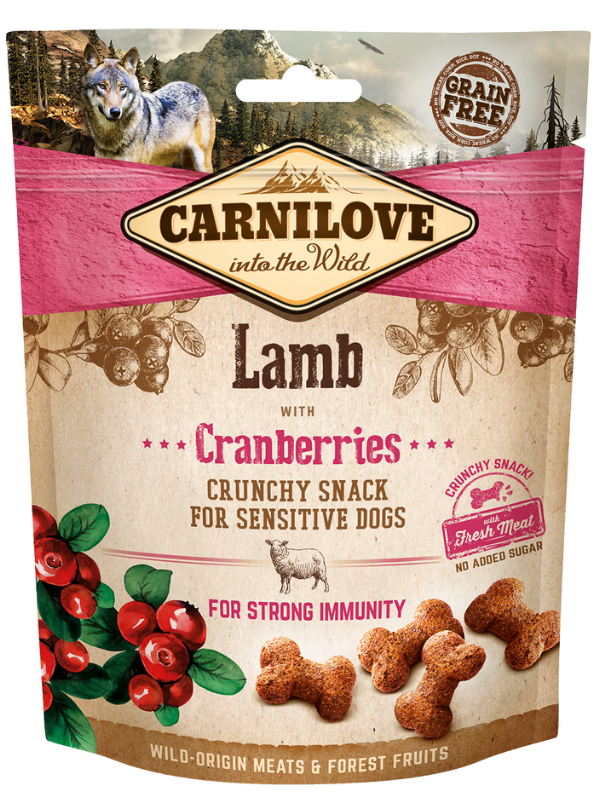 GRAIN
FREE
CARNILOVE
into the Wild
Lamb
WITH
Cranberries
CRUNCHY SNACK
FOR SENSITIVE DOGS
CRUNCHY SNACK!
with
Fresh Meat
NO ADDED SUGAR
FOR STRONG IMMUNITY
WILD-ORIGIN MEATS & FOREST FRUITS